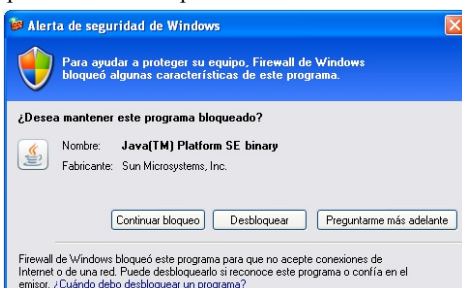 Alerta de seguridad de Windows
Para ayudar a proteger su equipo, Firewall de Windows
bloqueó algunas características de este programa.
¿Desea mantener este programa bloqueado?
Nombre: Java(TM) Platform SE binary
Fabricante: Sun Microsystems, Inc.
Continuar bloqueo Desbloquear Preguntarme más adelante
Firewall de Windows bloqueó este programa para que no acepte conexiones de
Internet o de una red. Puede desbloquearlo si reconoce este programa o confía en el
emisor. ¿Cuándo debo desbloquear un programa?